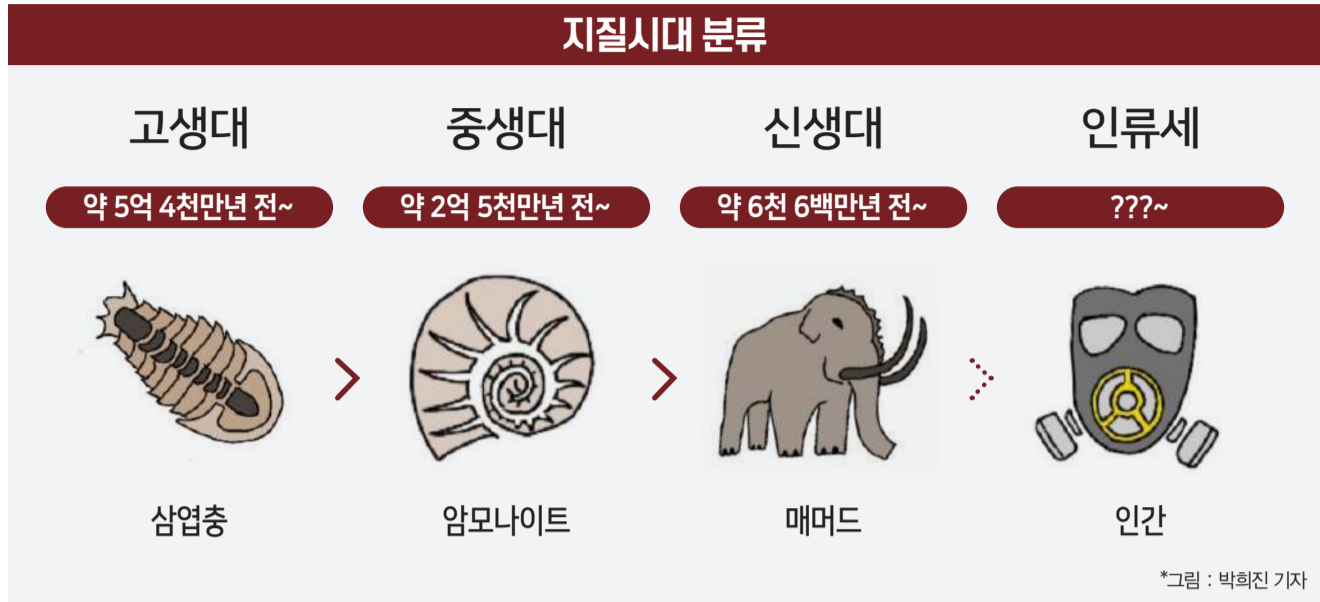 지질시대 분류
고생대 중생대 신생대 인류세
약 5억 4천만년 전~ 약 2억 5천만년 전~ 약 6천 6백만년 전~ ???~
삼엽충 암모나이트 매머드 인간
*그림 : 박희진 기자